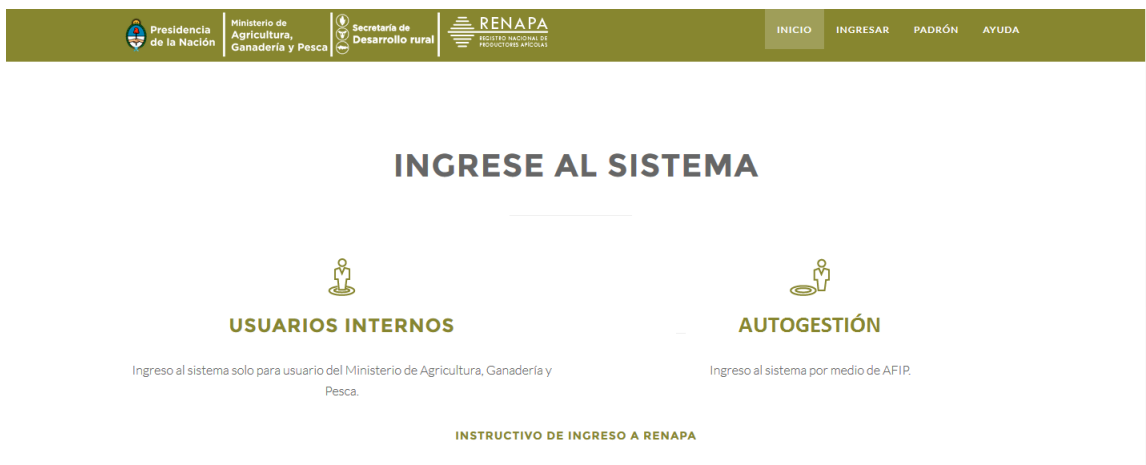 Presidencia
de la Nación
Ministerio de
Agricultura,
Ganadería y Pesca
Secretaría de
Desarrollo rural
RENAPA
REGISTRO NACIONAL DE
PRODUCTORES APÍCOLAS
INICIO INGRESAR PADRÓN AYUDA
INGRESE AL SISTEMA
USUARIOS INTERNOS
Ingreso al sistema solo para usuario del Ministerio de Agricultura, Ganadería y
Pesca.
AUTOGESTIÓN
Ingreso al sistema por medio de AFIP.
INSTRUCTIVO DE INGRESO A RENAPA